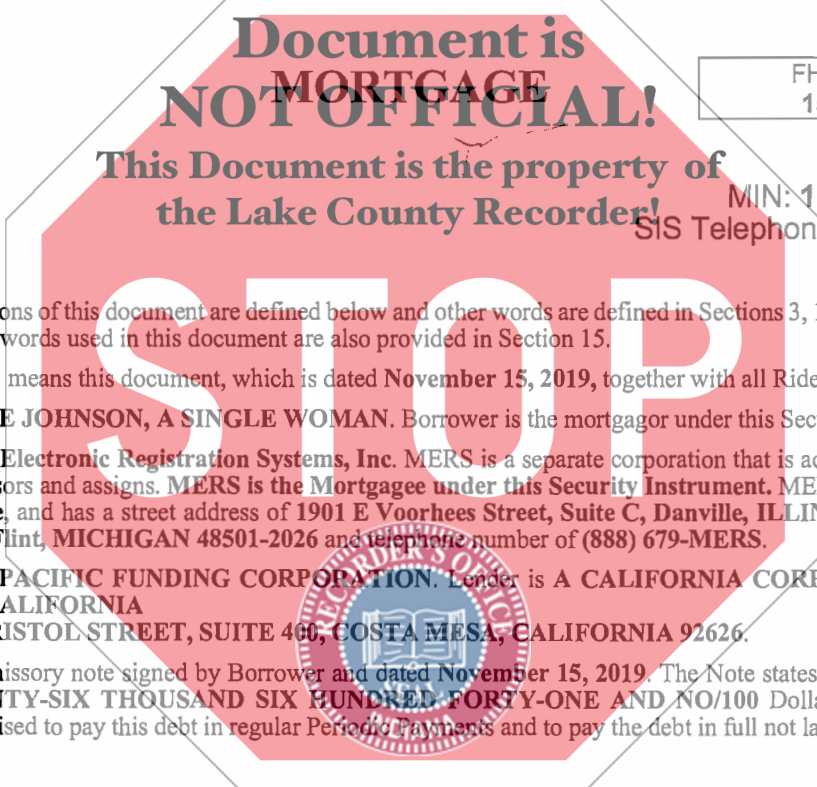 Document is
MORTGAGE
NOT OFFICIAL!
This Document is the property of
the Lake County Recorder!
FH
MIN: 1
SIS Telephon
STOP
ons of this document are defined below and other words are defined in Sections 3, 1
words used in this document are also provided in Section 15.
means this document, which is dated November 15, 2019, together with all Ride
E JOHNSON, A SINGLE WOMAN. Borrower is the mortgagor under this Sec
Electronic Registration Systems, Inc. MERS is a separate corporation that is ac
sors and assigns. MERS is the Mortgagee under this Security Instrument. ME
e, and has a street address of 1901 E Voorhees Street, Suite C, Danville, ILLIN
lint, MICHIGAN 48501-2026 and telephone number of (888) 679-MERS.
PACIFIC FUNDING CORPORATION. Lender is A CALIFORNIA CORP
ALIFORNIA
ISTOL STREET, SUITE 400, COSTA MESA, CALIFORNIA 92626.
issory note signed by Borrower and dated November 15, 2019. The Note states
TY-SIX THOUSAND SIX HUNDRED FORTY-ONE AND NO/100 Dolla
ised to pay this debt in regular Periodic Payments and to pay the debt in full not la
RECORDER'S OFFICE
INDIANA